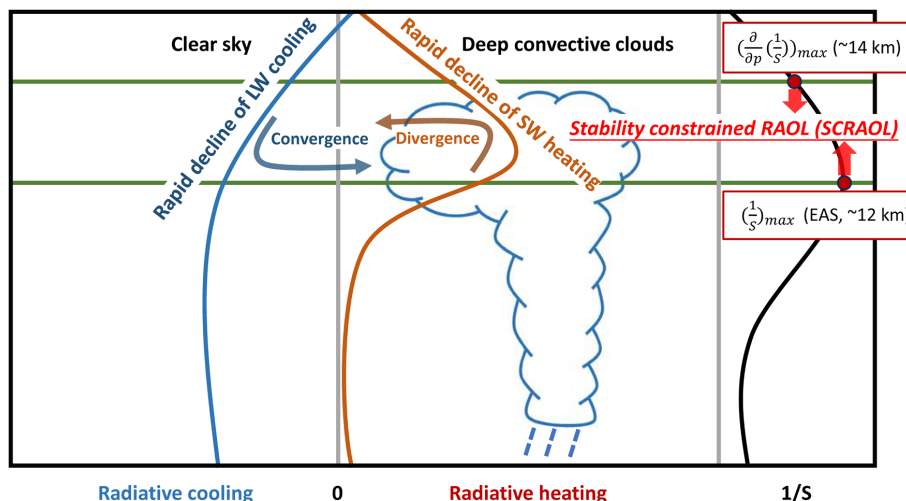 Clear sky
Deep convective clouds
Rapid decline of LW cooling
Rapid decline of SW heating
Convergence
Divergence
(∂/∂p (1/S))max (~14 km)
Stability constrained RAOL (SCRAOL)
(1/S)max (EAS, ~12 km)
Radiative cooling 0 Radiative heating 1/S